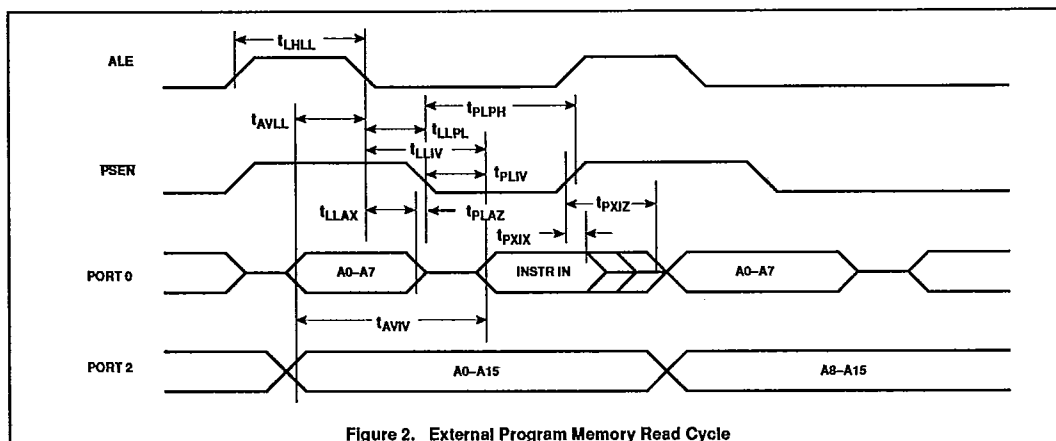 ALE
tLHLL
tPLPH
tAVLL
tLLPL
tLLIV
PSEN
tPLIV
tLLAX
tPLAZ
tPXIZ
tPXIX
PORT 0
A0–A7
INSTR IN
A0–A7
tAVIV
PORT 2
A0–A15
A8–A15
Figure 2. External Program Memory Read Cycle